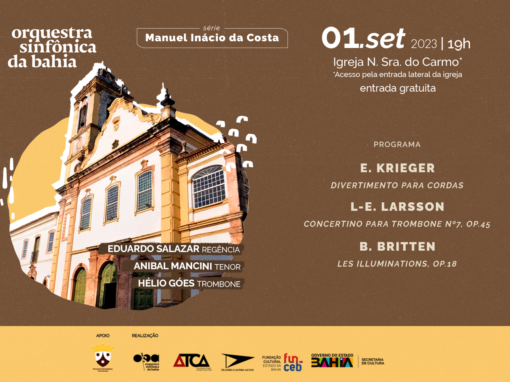 orquestra
sinfônica
da bahia
série
Manuel Inácio da Costa
01.set 2023 | 19h
Igreja N. Sra. do Carmo*
*Acesso pela entrada lateral da igreja
entrada gratuita
PROGRAMA
E. KRIEGER
DIVERTIMENTO PARA CORDAS
L-E. LARSSON
CONCERTINO PARA TROMBONE Nº7, OP.45
B. BRITTEN
LES ILLUMINATIONS, OP.18
EDUARDO SALAZAR REGÊNCIA
ANIBAL MANCINI TENOR
HÉLIO GÓES TROMBONE
APOIO
REALIZAÇÃO
ATCA
FUNDAÇÃO
CULTURAL
ESTADO DA
BAHIA
funceb
GOVERNO DO ESTADO
BAHIA
SECRETARIA
DE CULTURA